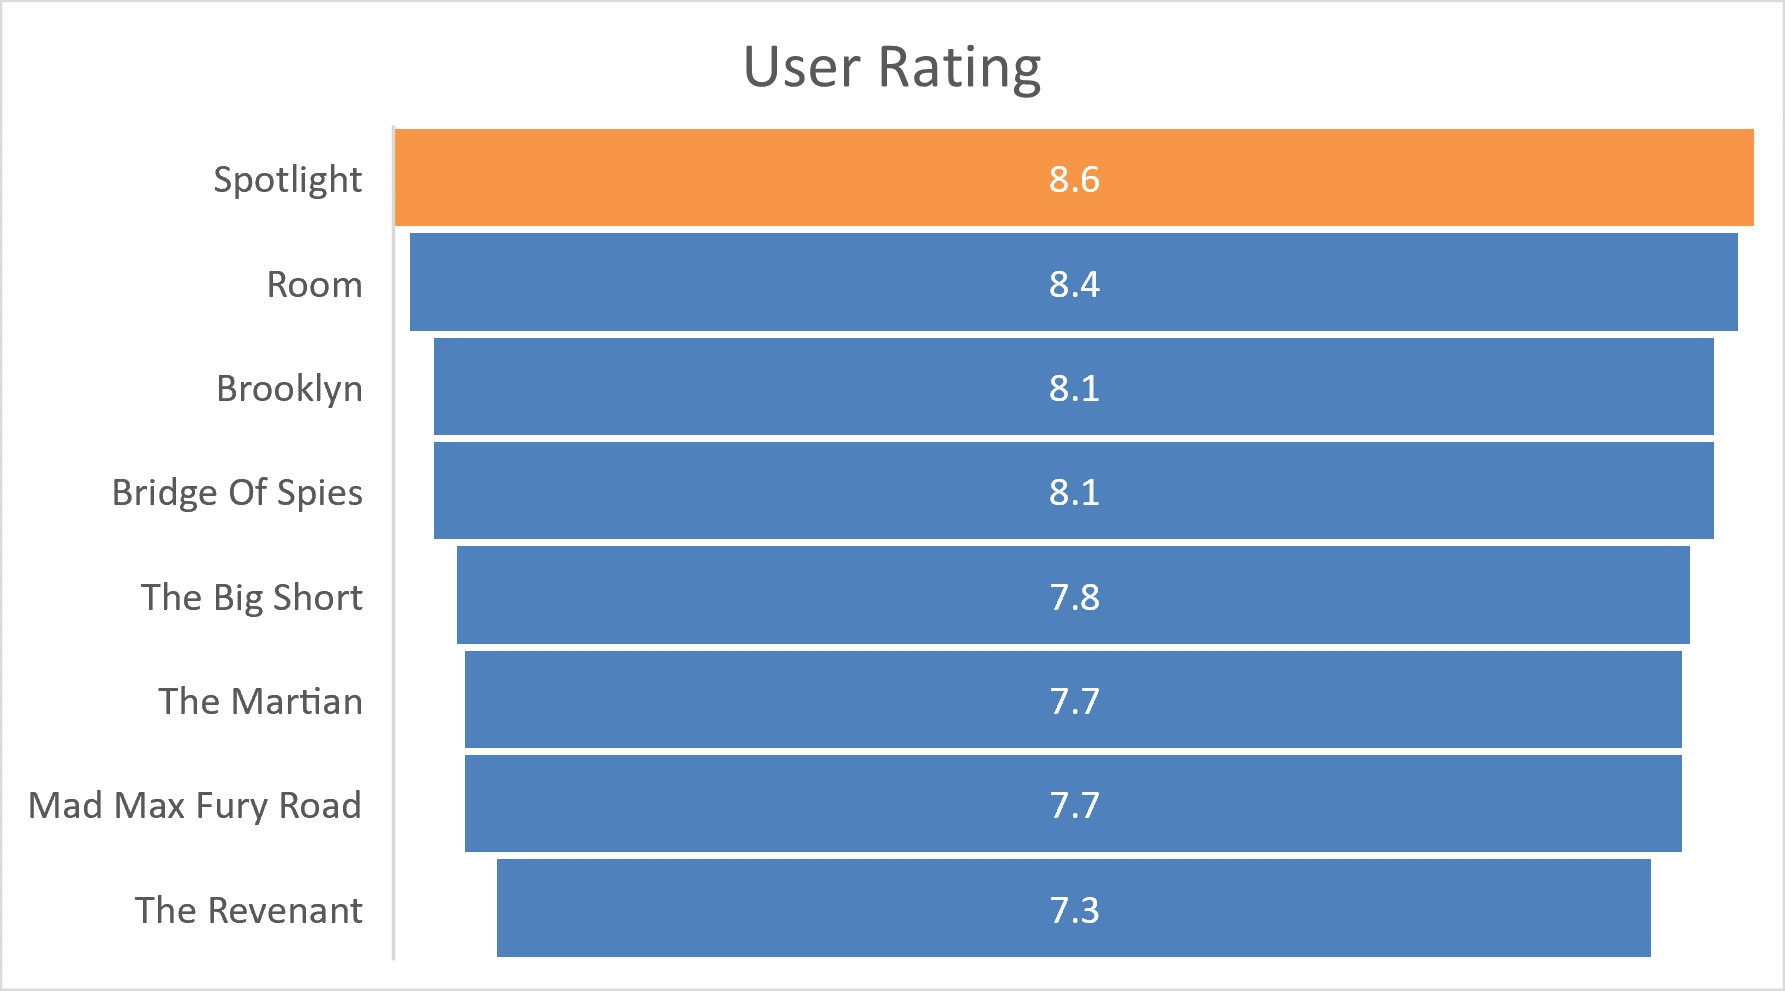 User Rating
Spotlight 8.6
Room 8.4
Brooklyn 8.1
Bridge Of Spies 8.1
The Big Short 7.8
The Martian 7.7
Mad Max Fury Road 7.7
The Revenant 7.3